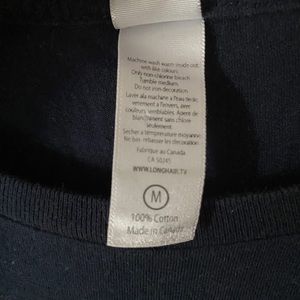 Machine wash warm inside out
with like colours.
Only non-chlorine bleach
Tumble medium.
Do not iron decoration.
Laver à la machine à l'eau tiède,
vêtement à l'envers, avec
couleurs semblables. Agent de
blanchiment sans chlore
seulement.
Sécher à température moyenne.
Ne pas repasser la décoration.
Fabriqué au Canada
CA 50245
WWW.LONGHAIR.TV
M
100% Cotton
Made in Canada